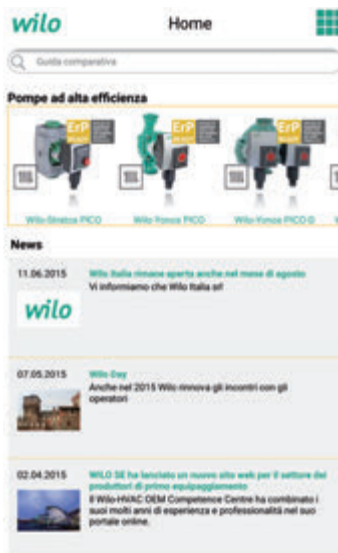 wilo
Home
Guida comparativa
Pompe ad alta efficienza
ErP
READY
ErP
READY
ErP
READY
Wilo-Stratos PICO
Wilo-Yonos PICO
Wilo-Yonos PICO-D
News
11.06.2015
Wilo Italia rimane aperta anche nel mese di agosto
Vi informiamo che Wilo Italia srl
wilo
07.05.2015
Wilo Day
Anche nel 2015 Wilo rinnova gli incontri con gli
operatori
02.04.2015
WILO SE ha lanciato un nuovo sito web per il settore dei
produttori di primo equipaggiamento
Il Wilo-HVAC OEM Competence Centre ha combinato i
suoi molti anni di esperienza e professionalità nel suo
portale online.